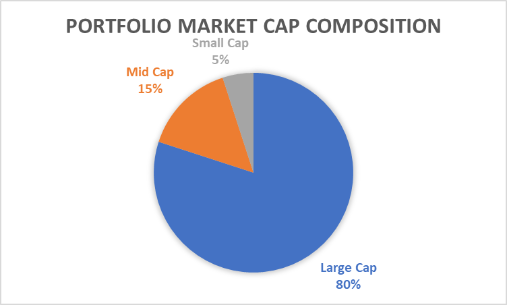 PORTFOLIO MARKET CAP COMPOSITION
Small Cap
5%
Mid Cap
15%
Large Cap
80%